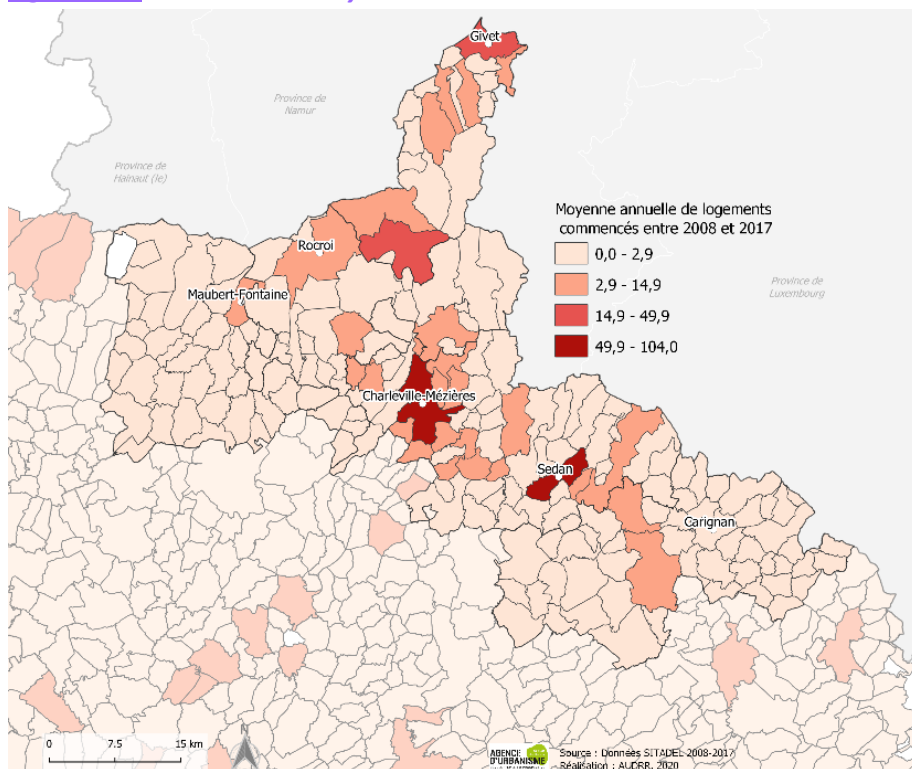 Givet
Province de
Namur
Province de
Hainaut (le)
Moyenne annuelle de logements
commencés entre 2008 et 2017
0,0 - 2,9
2,9 - 14,9
14,9 - 49,9
49,9 - 104,0
Rocroi
Province de
Luxembourg
Maubert-Fontaine
Charleville-Mézières
Sedan
Carignan
0 7.5 15 km
AGENCE
D'URBANISME
Source : Données SITADEL 2008-2017
Réalisation : AUDRR, 2020